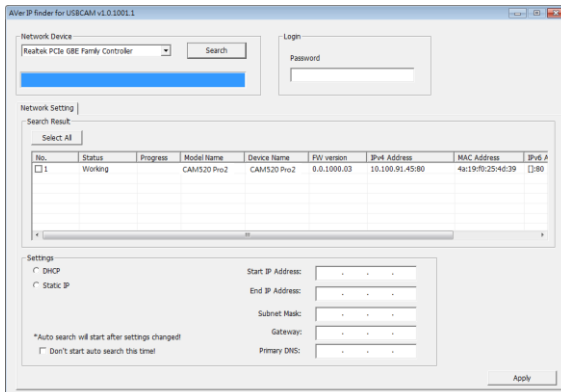 AVer IP finder for USBCAM v1.0.1001.1
Network Device
Realtek PCIe GBE Family Controller
Search
Login
Password
Network Setting
Search Result
Select All
No. Status Progress Model Name Device Name FW version IPv4 Address MAC Address IPv6 A
1 Working CAM520 Pro2 CAM520 Pro2 0.0.1000.03 10.100.91.45:80 4a:19:f0:25:4d:39 []:80
Settings
DHCP
Static IP
*Auto search will start after settings changed!
Don't start auto search this time!
Start IP Address: . . .
End IP Address: . . .
Subnet Mask: . . .
Gateway: . . .
Primary DNS: . . .
Apply